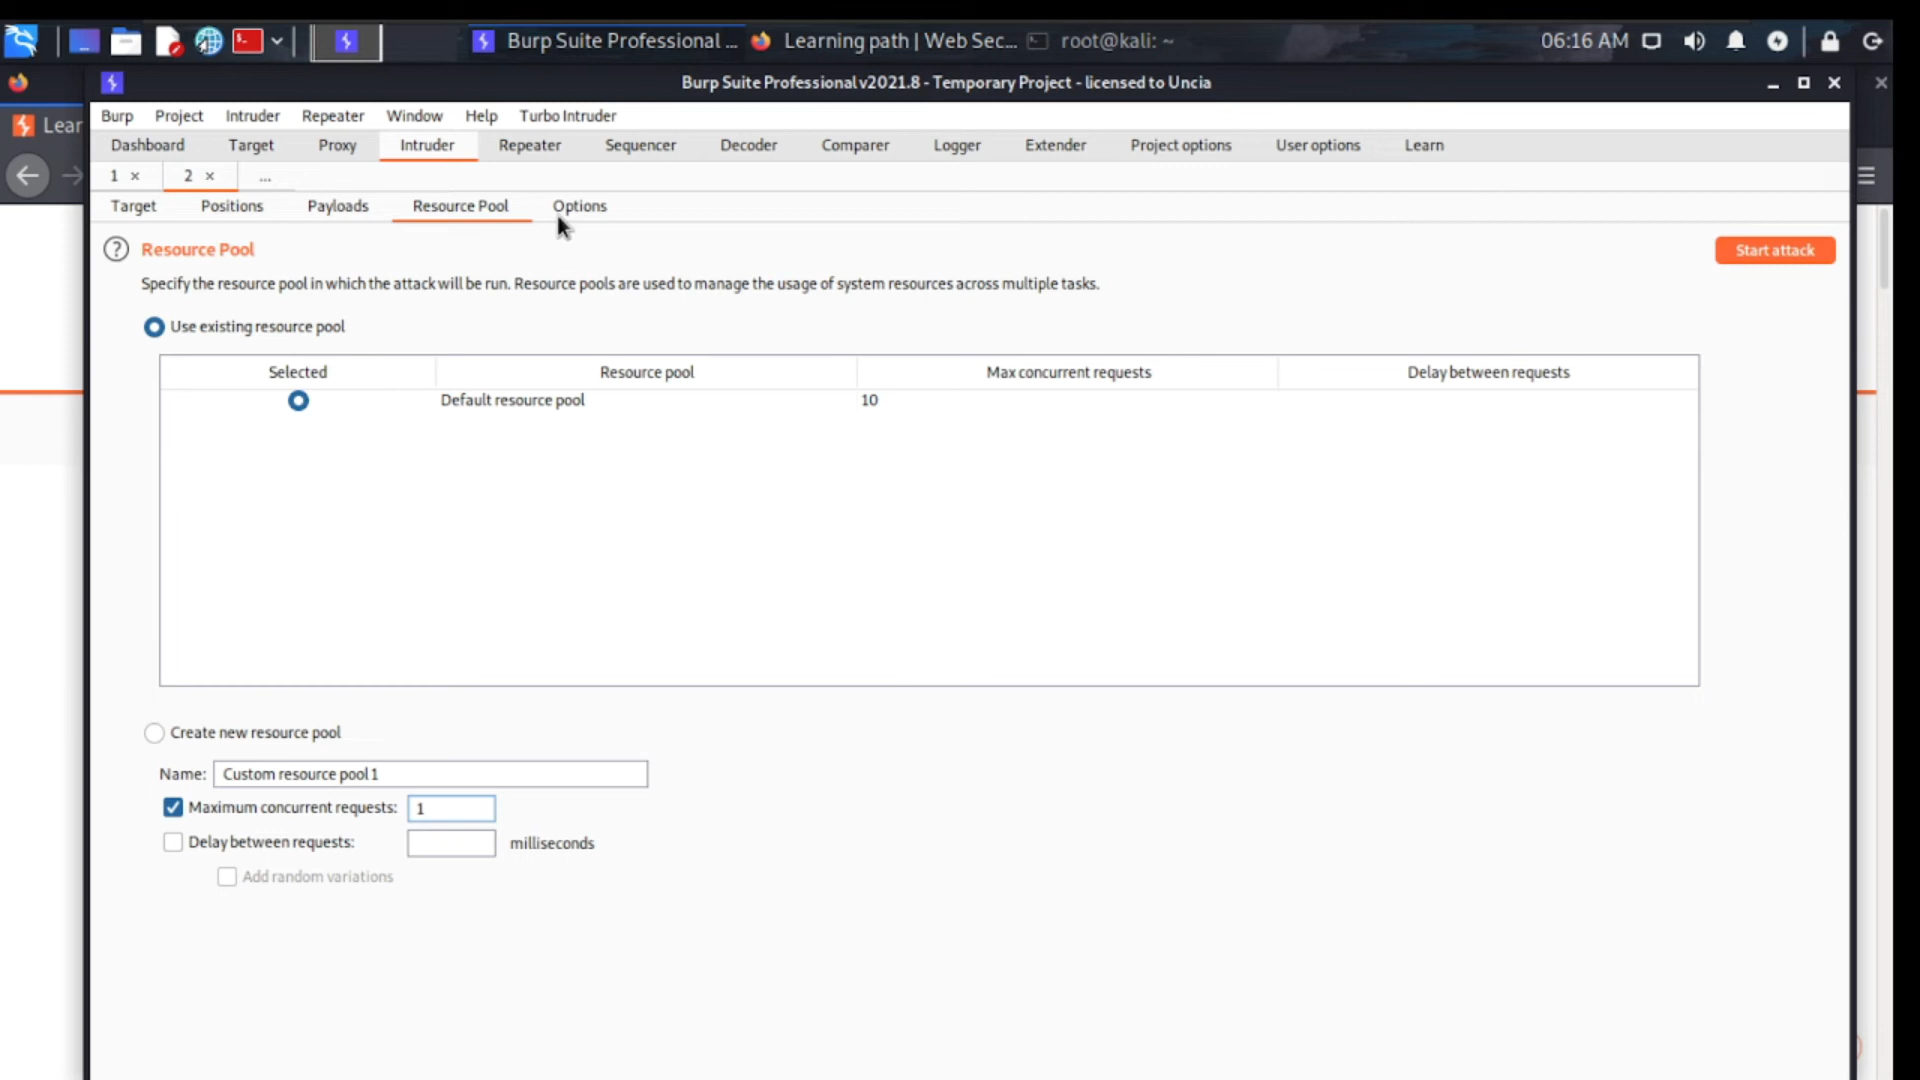 Burp Suite Professional ... Learning path | Web Sec... root@kali: ~ 06:16 AM
Burp Suite Professional v2021.8 - Temporary Project - licensed to Uncia
Lear
Burp Project Intruder Repeater Window Help Turbo Intruder
Dashboard Target Proxy Intruder Repeater Sequencer Decoder Comparer Logger Extender Project options User options Learn
1 × 2 × ...
Target Positions Payloads Resource Pool Options
? Resource Pool Start attack
Specify the resource pool in which the attack will be run. Resource pools are used to manage the usage of system resources across multiple tasks.
Use existing resource pool
Selected Resource pool Max concurrent requests Delay between requests
Default resource pool 10
Create new resource pool
Name: Custom resource pool 1
Maximum concurrent requests: 1
Delay between requests: milliseconds
Add random variations